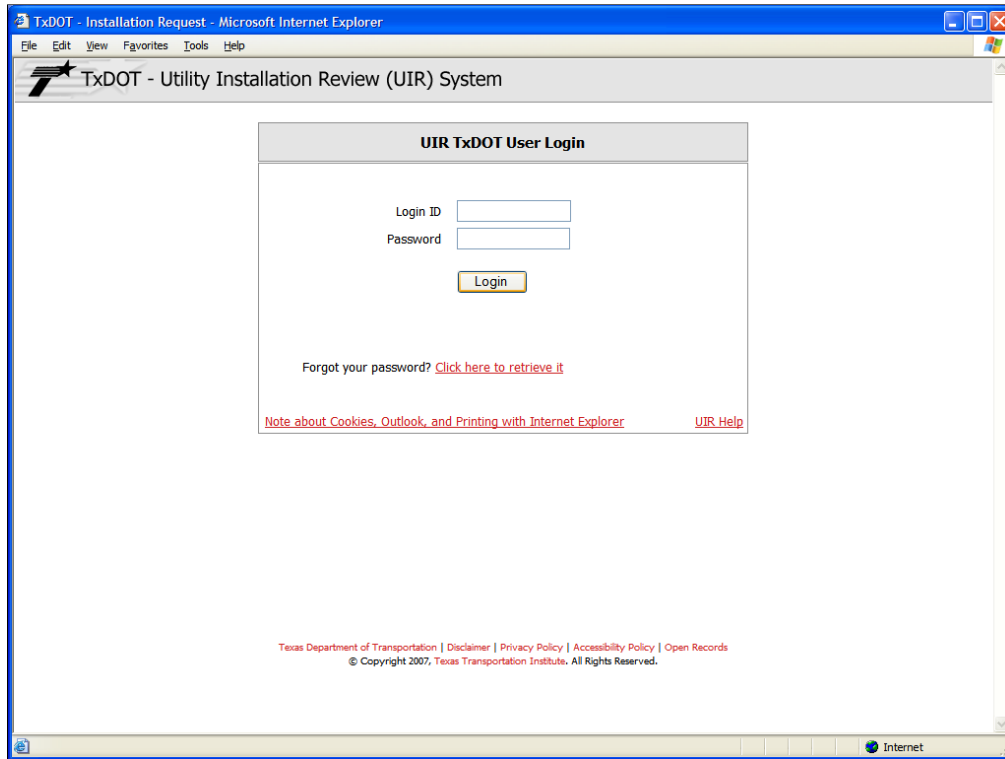 TxDOT - Installation Request - Microsoft Internet Explorer
File Edit View Favorites Tools Help
TxDOT - Utility Installation Review (UIR) System
UIR TxDOT User Login
Login ID
Password
Login
Forgot your password? Click here to retrieve it
Note about Cookies, Outlook, and Printing with Internet Explorer UIR Help
Texas Department of Transportation | Disclaimer | Privacy Policy | Accessibility Policy | Open Records
© Copyright 2007, Texas Transportation Institute. All Rights Reserved.
Internet